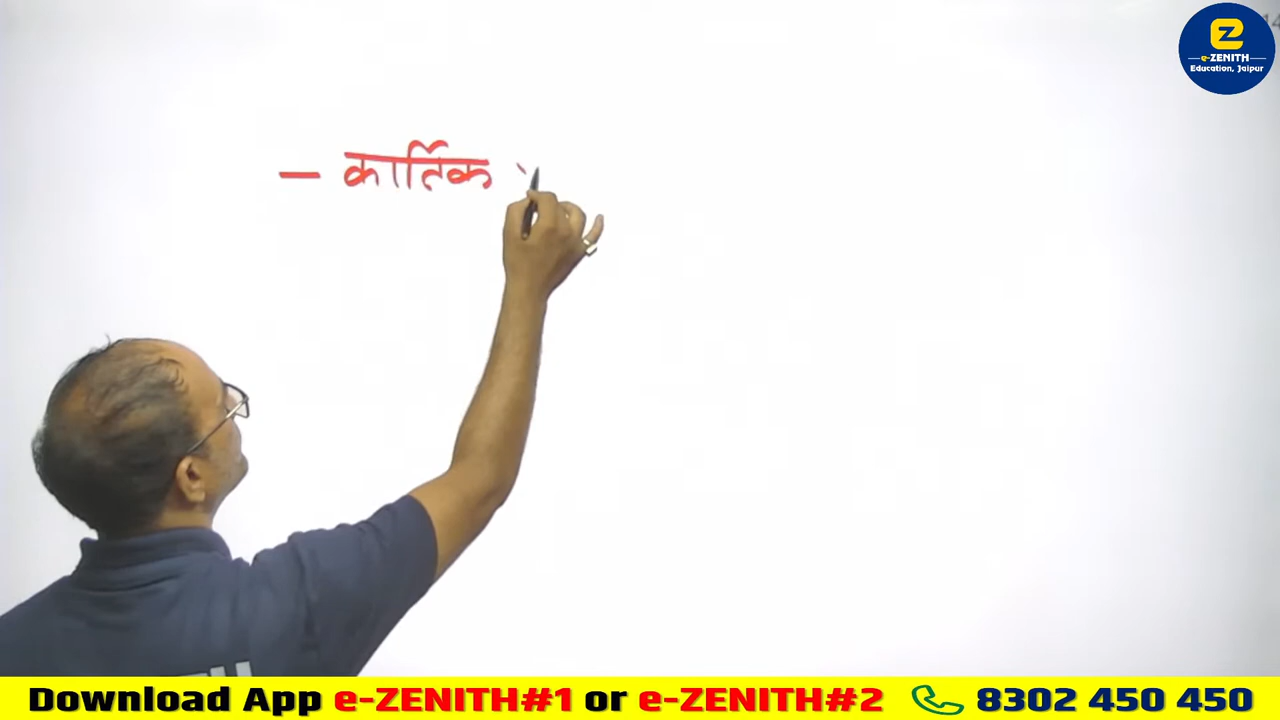 e-ZENITH
Education, Jaipur
– कार्तिक
Download App e-ZENITH#1 or e-ZENITH#2 8302 450 450